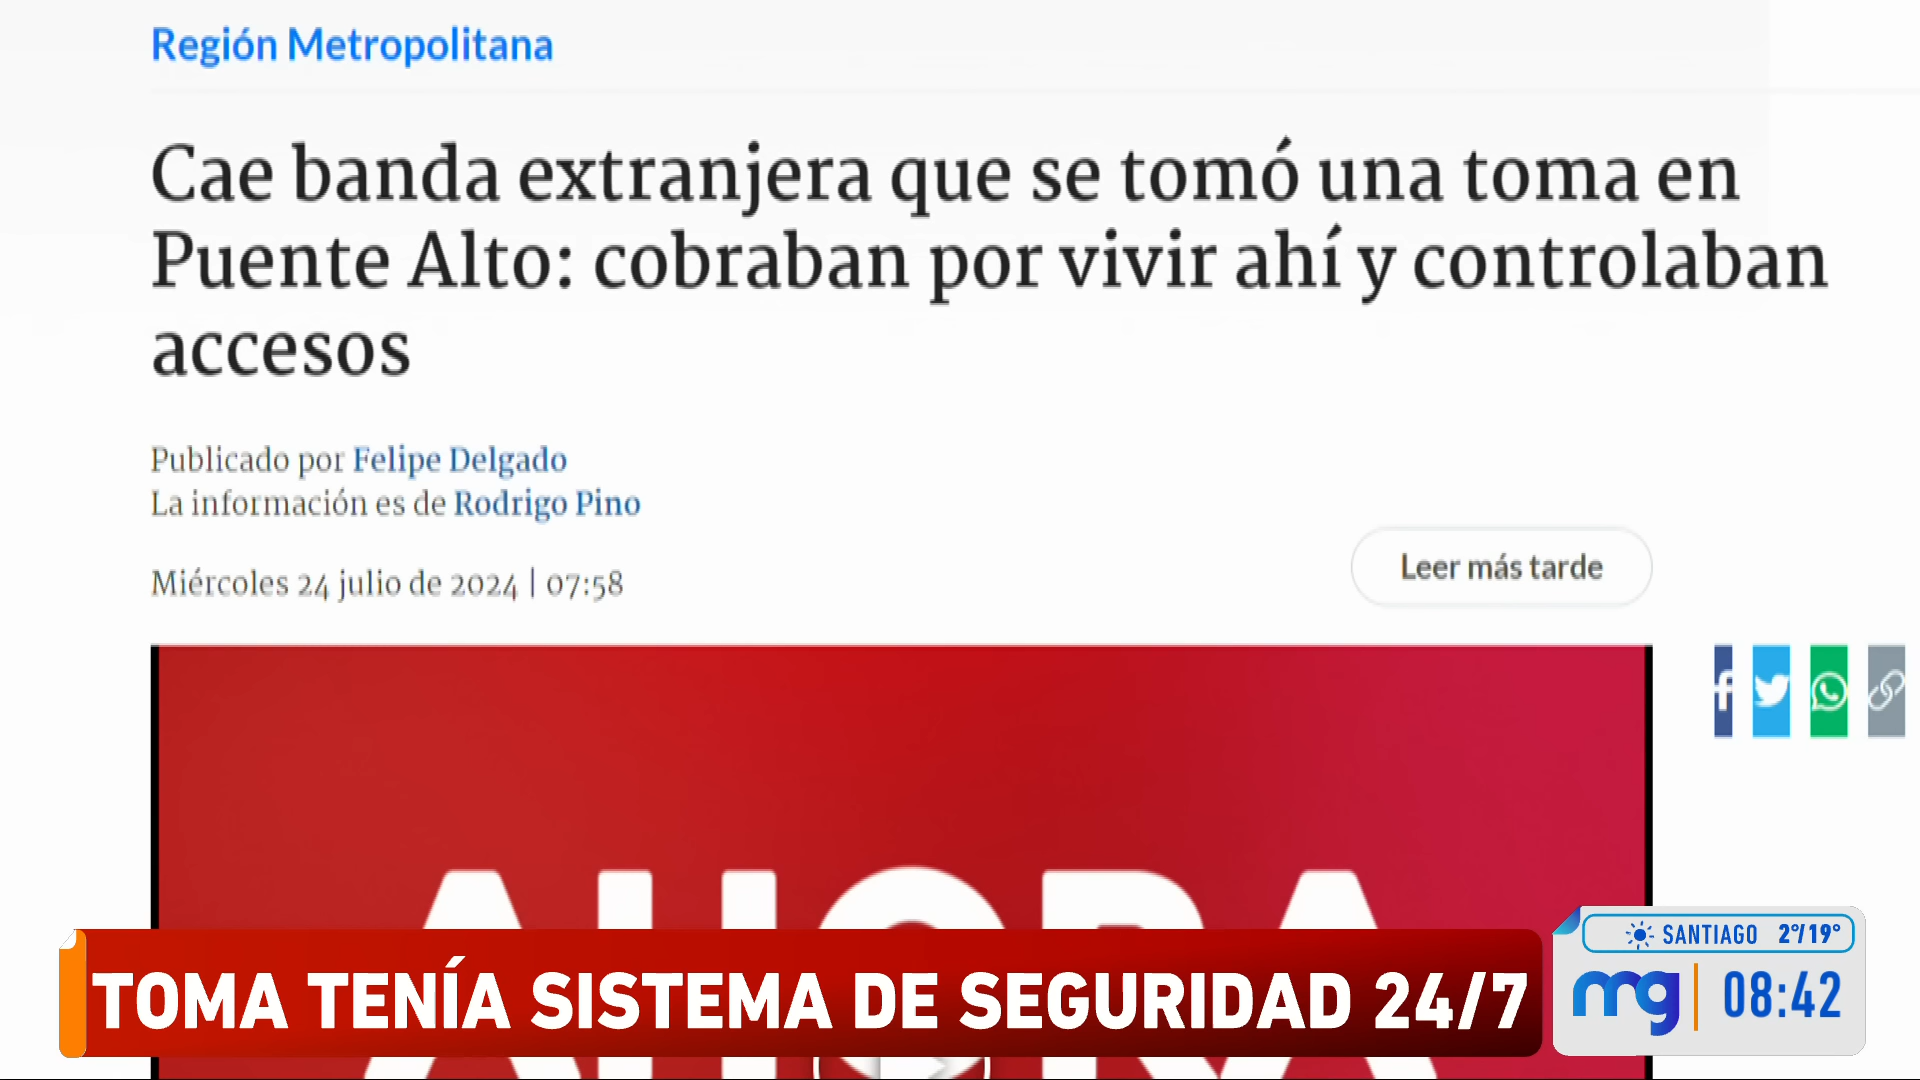 Región Metropolitana
Cae banda extranjera que se tomó una toma en
Puente Alto: cobraban por vivir ahí y controlaban
accesos
Publicado por Felipe Delgado
La información es de Rodrigo Pino
Miércoles 24 julio de 2024 | 07:58
Leer más tarde
AHORA
TOMA TENÍA SISTEMA DE SEGURIDAD 24/7
SANTIAGO 2°/19°
mg 08:42